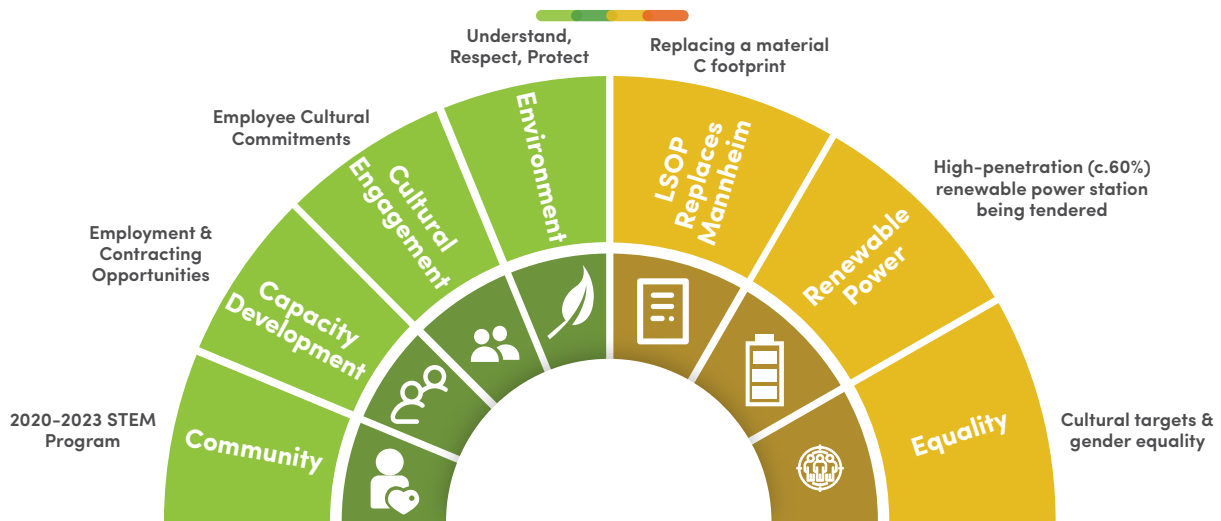 Understand,
Respect, Protect
Replacing a material
C footprint
Employee Cultural
Commitments
Environment
LSOP
Replaces
Mannheim
High-penetration (c.60%)
renewable power station
being tendered
Cultural
Engagement
Employment &
Contracting
Opportunities
Renewable
Power
Capacity
Development
2020-2023 STEM
Program
Community
Equality
Cultural targets &
gender equality